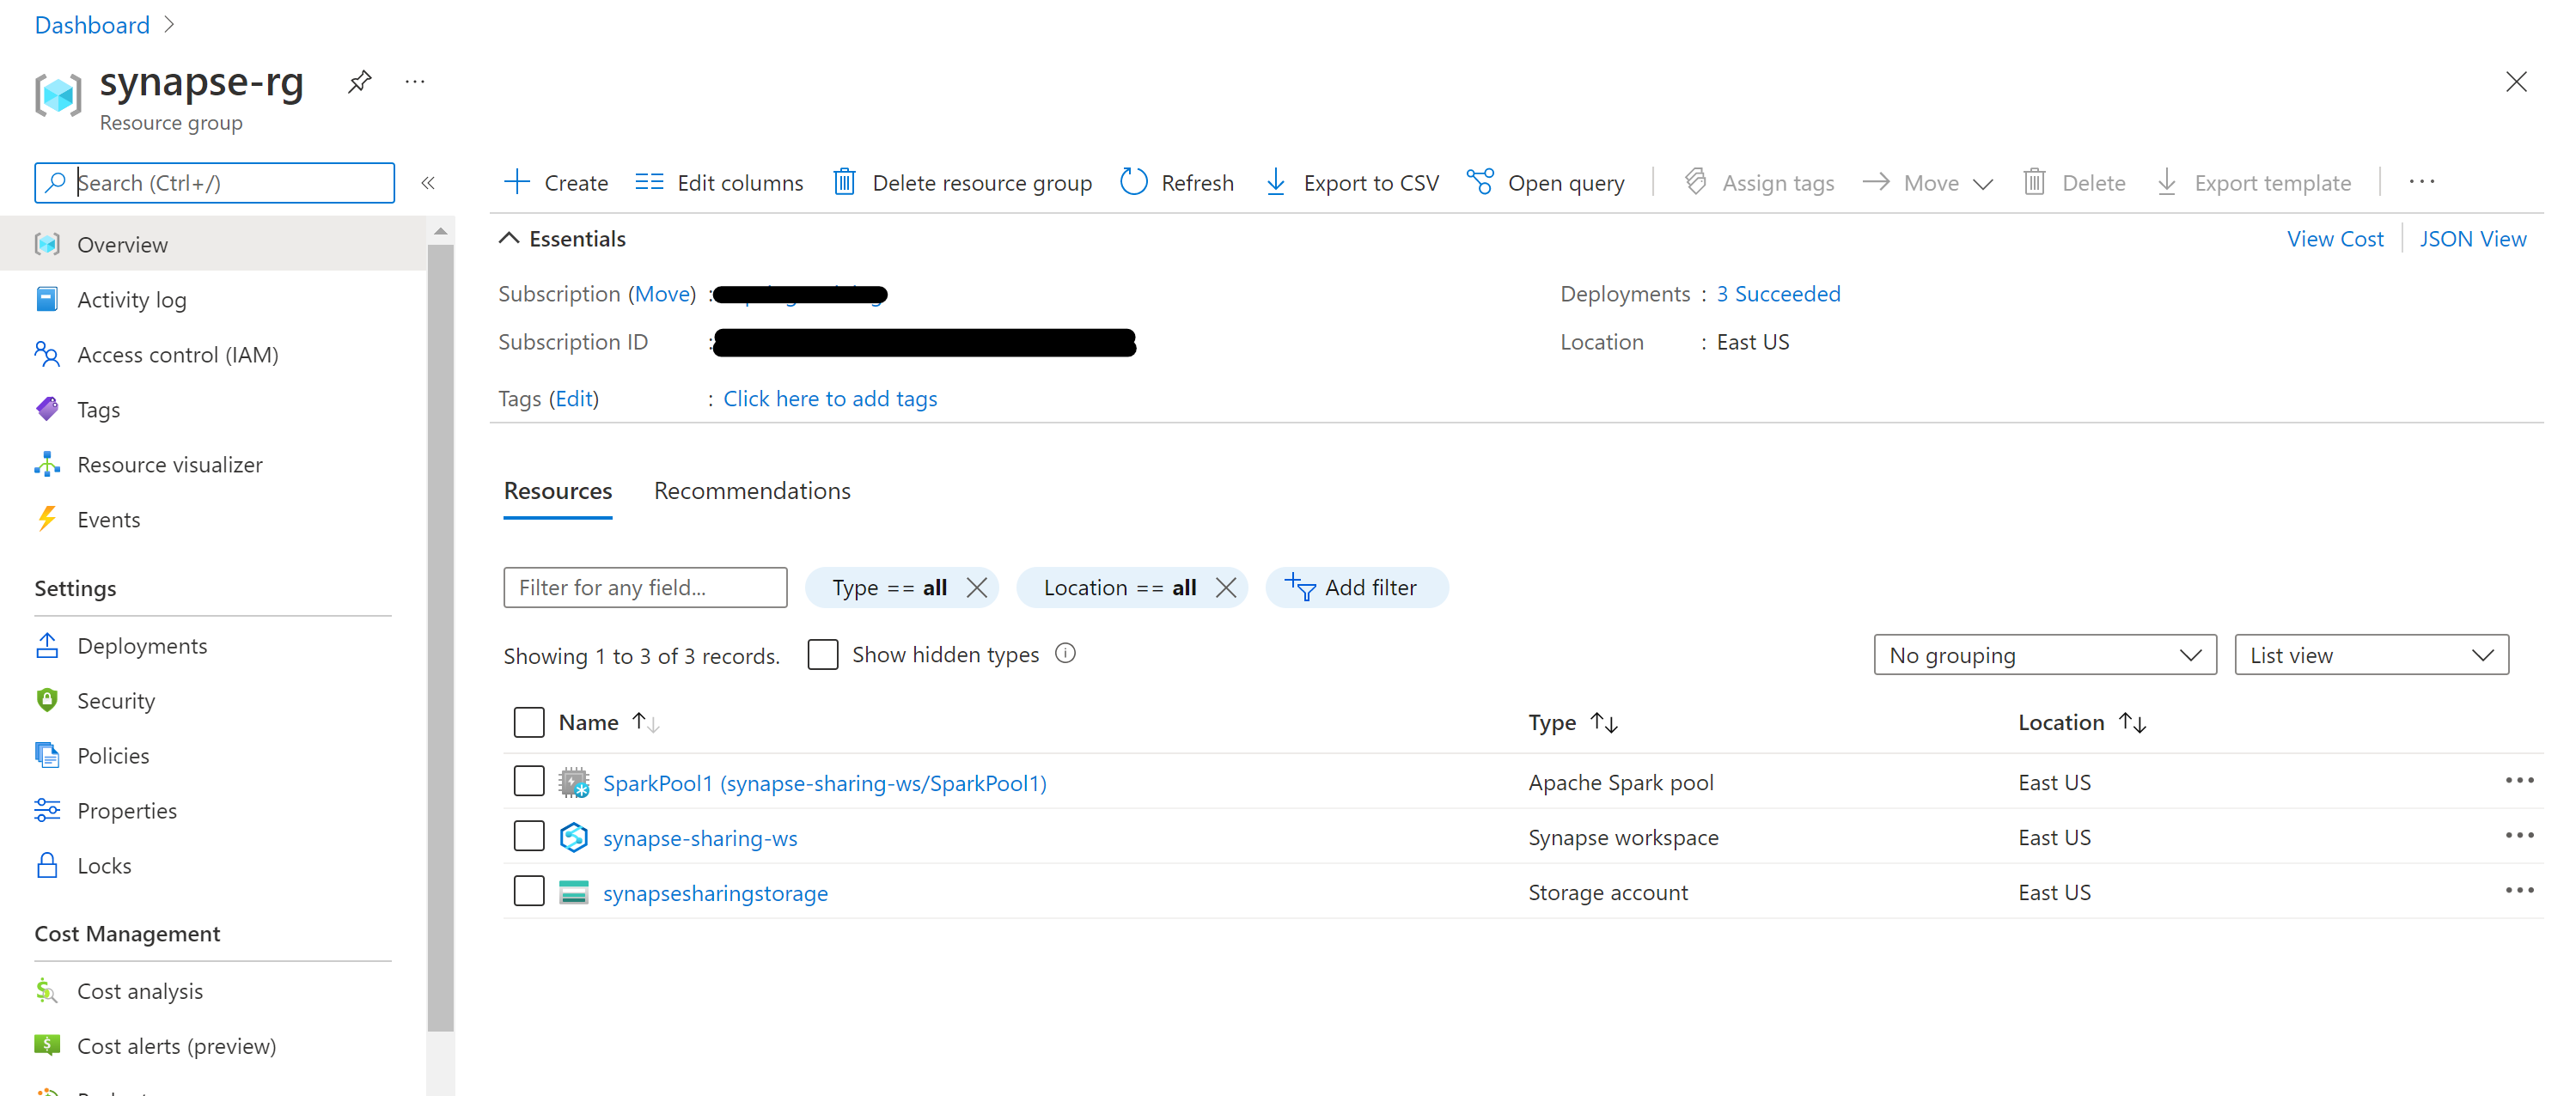 Dashboard
synapse-rg
Resource group
Search (Ctrl+/)
Overview
Activity log
Access control (IAM)
Tags
Resource visualizer
Events
Settings
Deployments
Security
Policies
Properties
Locks
Cost Management
Cost analysis
Cost alerts (preview)
Create Edit columns Delete resource group Refresh Export to CSV Open query Assign tags Move Delete Export template
Essentials View Cost JSON View
Subscription (Move) : Deployments : 3 Succeeded
Subscription ID : Location : East US
Tags (Edit) : Click here to add tags
Resources Recommendations
Filter for any field... Type == all Location == all Add filter
Showing 1 to 3 of 3 records. Show hidden types No grouping List view
Name Type Location
SparkPool1 (synapse-sharing-ws/SparkPool1) Apache Spark pool East US
synapse-sharing-ws Synapse workspace East US
synapsesharingstorage Storage account East US